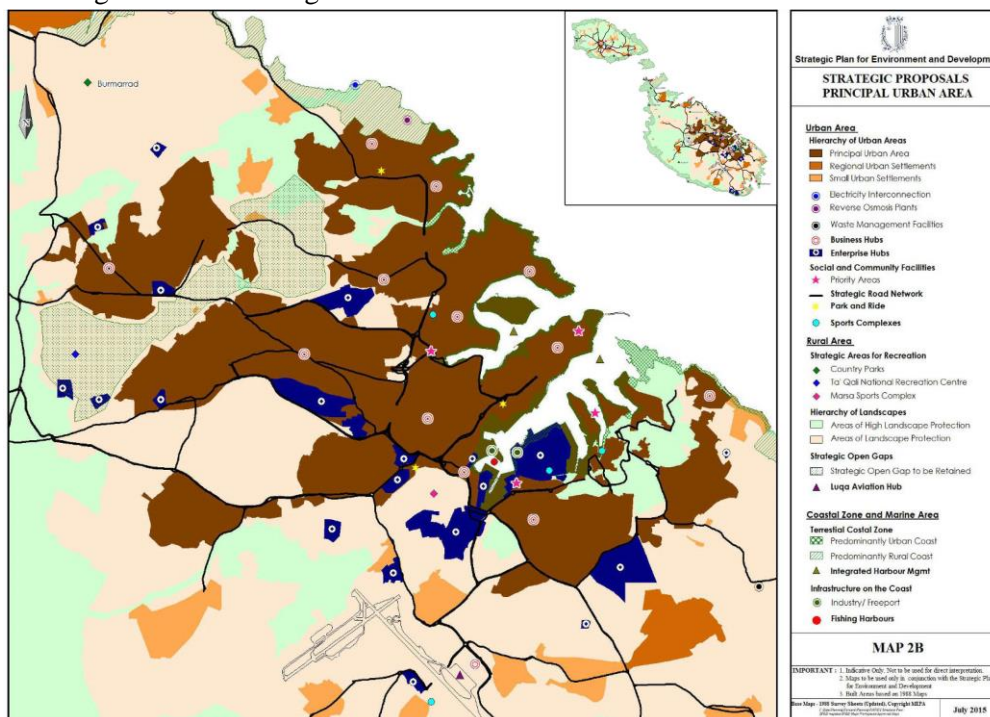 Burmarrad
Strategic Plan for Environment and Developm
STRATEGIC PROPOSALS
PRINCIPAL URBAN AREA
Urban Area
Hierarchy of Urban Areas
Principal Urban Area
Regional Urban Settlements
Small Urban Settlements
Electricity Interconnection
Reverse Osmosis Plants
Waste Management Facilities
Business Hubs
Enterprise Hubs
Social and Community Facilities
Priority Areas
Strategic Road Network
Park and Ride
Sports Complexes
Rural Area
Strategic Areas for Recreation
Country Parks
Ta' Qali National Recreation Centre
Marsa Sports Complex
Hierarchy of Landscapes
Areas of High Landscape Protection
Areas of Landscape Protection
Strategic Open Gaps
Strategic Open Gap to be Retained
Luqa Aviation Hub
Coastal Zone and Marine Area
Terrestial Costal Zone
Predominantly Urban Coast
Predominantly Rural Coast
Integrated Harbour Mgmt
Infrastructure on the Coast
Industry/ Freeport
Fishing Harbours
MAP 2B
IMPORTANT : 1. Indicative Only. Not to be used for direct interpretation.
2. Maps to be used only in conjunction with the Strategic Plan
for Environment and Development
3. Built Areas based on 1988 Maps
Base Maps - 1988 Survey Sheets (Updated), Copyright MEPA
July 2015